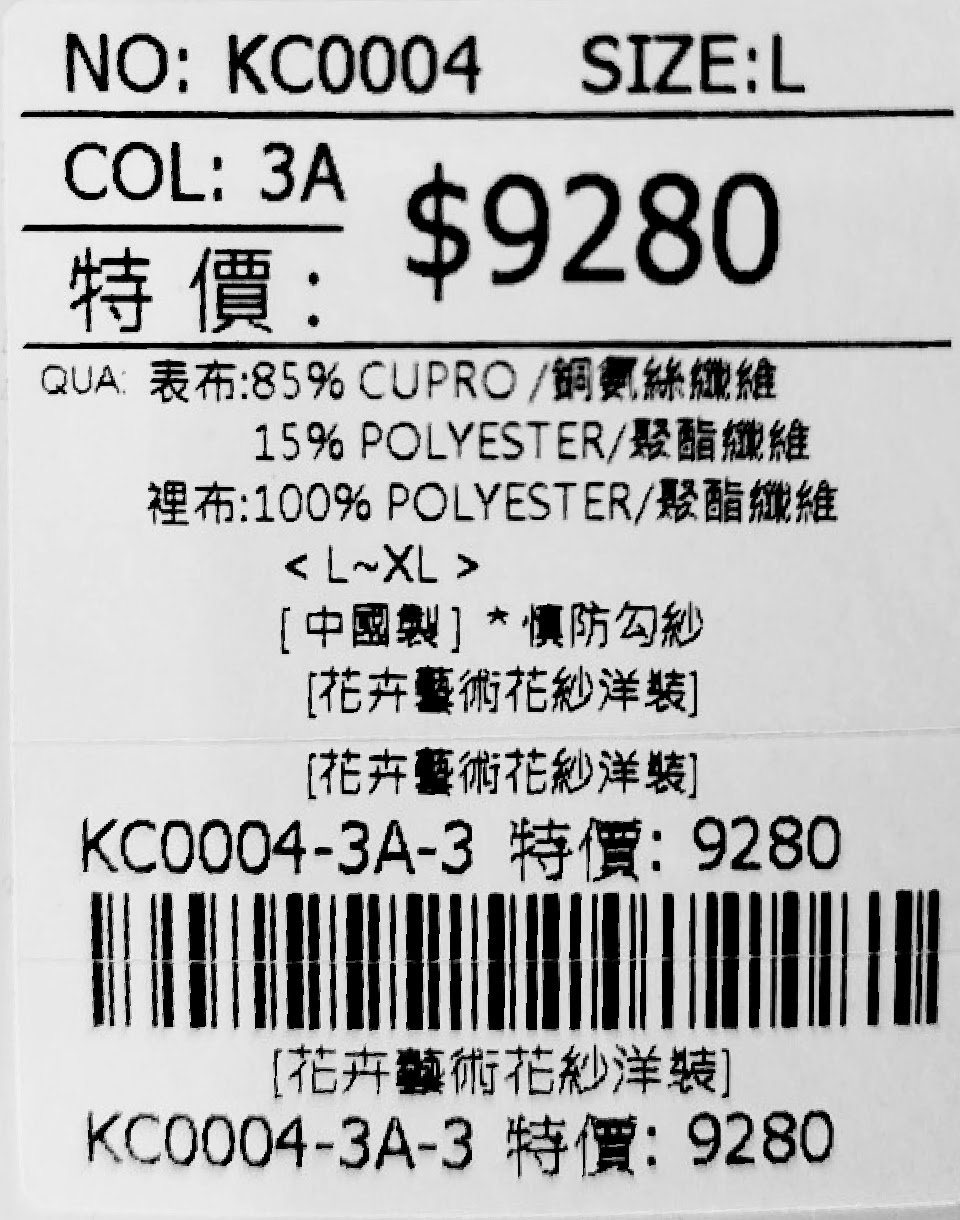 NO: KC0004 SIZE:L
COL: 3A
$9280
特價:
QUA: 表布:85% CUPRO /銅氨絲纖維
15% POLYESTER/聚酯纖維
裡布:100% POLYESTER/聚酯纖維
< L~XL >
[中國製] *慎防勾紗
[花卉藝術花紗洋裝]
[花卉藝術花紗洋裝]
KC0004-3A-3 特價: 9280
[花卉藝術花紗洋裝]
KC0004-3A-3 特價: 9280